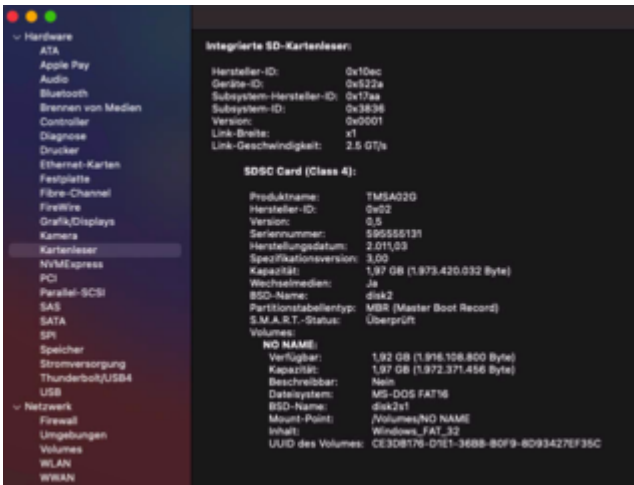 Hardware
ATA
Apple Pay
Audio
Bluetooth
Brennen von Medien
Controller
Diagnose
Drucker
Ethernet-Karten
Festplatte
Fibre-Channel
FireWire
Grafik/Displays
Kamera
Kartenleser
NVMExpress
PCI
Parallel-SCSI
SAS
SATA
SPI
Speicher
Stromversorgung
Thunderbolt/USB4
USB
Netzwerk
Firewall
Umgebungen
Volumes
WLAN
WWAN
Integrierte SD-Kartenleser:
Hersteller-ID: 0x10ec
Geräte-ID: 0x522a
Subsystem-Hersteller-ID: 0x17aa
Subsystem-ID: 0x3836
Version: 0x0001
Link-Breite: x1
Link-Geschwindigkeit: 2.5 GT/s
SDSC Card (Class 4):
Produktname: TMSA02G
Hersteller-ID: 0x02
Version: 0,5
Seriennummer: 595555131
Herstellungsdatum: 2.011,03
Spezifikationsversion: 3,00
Kapazität: 1,97 GB (1.973.420.032 Byte)
Wechselmedien: Ja
BSD-Name: disk2
Partitionstabellentyp: MBR (Master Boot Record)
S.M.A.R.T.-Status: Überprüft
Volumes:
NO NAME:
Verfügbar: 1,92 GB (1.916.108.800 Byte)
Kapazität: 1,97 GB (1.972.371.456 Byte)
Beschreibbar: Nein
Dateisystem: MS-DOS FAT16
BSD-Name: disk2s1
Mount-Point: /Volumes/NO NAME
Inhalt: Windows_FAT_32
UUID des Volumes: CE3DB176-D1E1-36BB-B0F9-8D93427EF35C